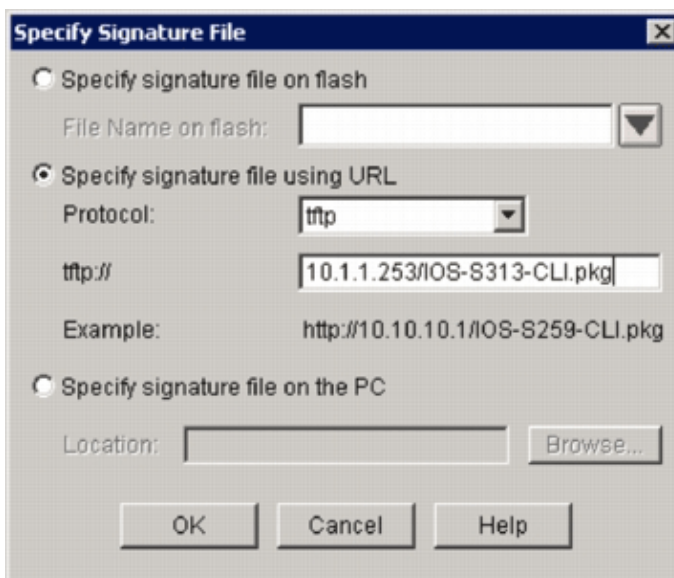 Specify Signature File
Specify signature file on flash
File Name on flash:
Specify signature file using URL
Protocol: tftp
tftp:// 10.1.1.253/IOS-S313-CLI.pkg
Example: http://10.10.10.1/IOS-S259-CLI.pkg
Specify signature file on the PC
Location: Browse...
OK Cancel Help